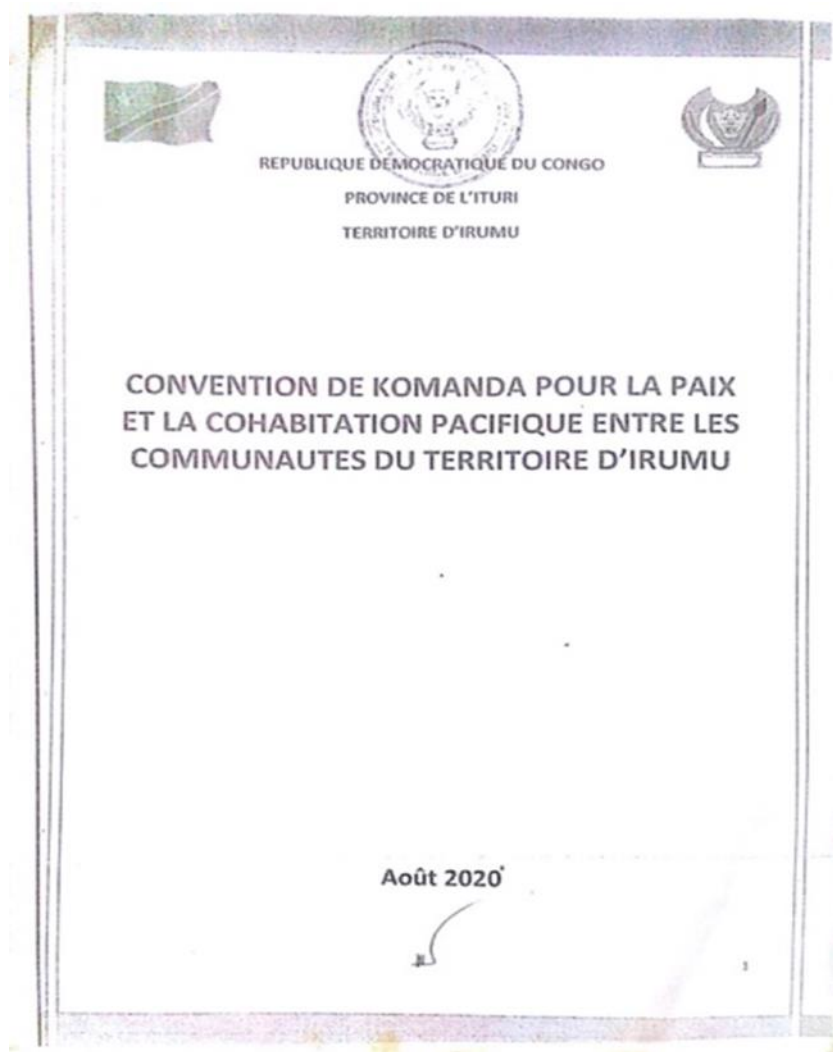 REPUBLIQUE DEMOCRATIQUE DU CONGO
PROVINCE DE L'ITURI
TERRITOIRE D'IRUMU
CONVENTION DE KOMANDA POUR LA PAIX
ET LA COHABITATION PACIFIQUE ENTRE LES
COMMUNAUTES DU TERRITOIRE D'IRUMU
Août 2020